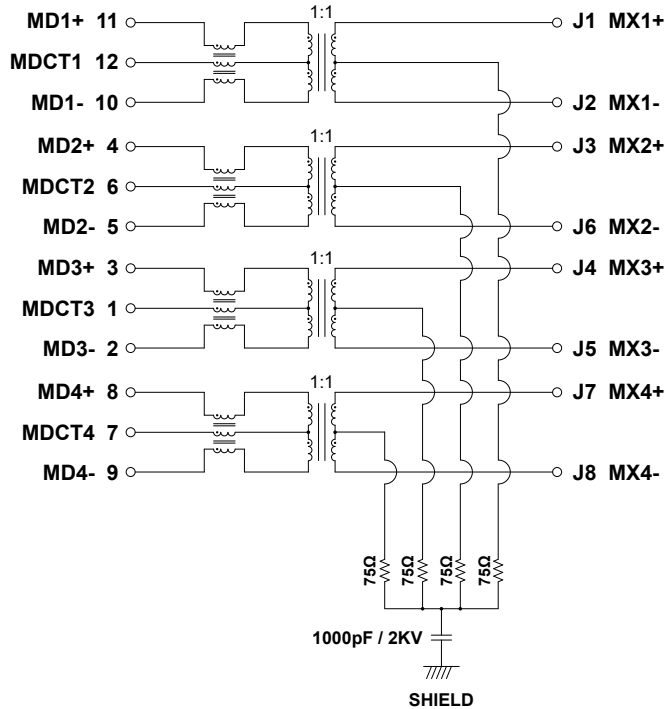 1:1
MD1+ 11 J1 MX1+
MDCT1 12
MD1- 10 J2 MX1-
1:1
MD2+ 4 J3 MX2+
MDCT2 6
MD2- 5 J6 MX2-
1:1
MD3+ 3 J4 MX3+
MDCT3 1
MD3- 2 J5 MX3-
1:1
MD4+ 8 J7 MX4+
MDCT4 7
MD4- 9 J8 MX4-
75Ω 75Ω 75Ω 75Ω
1000pF / 2KV
SHIELD